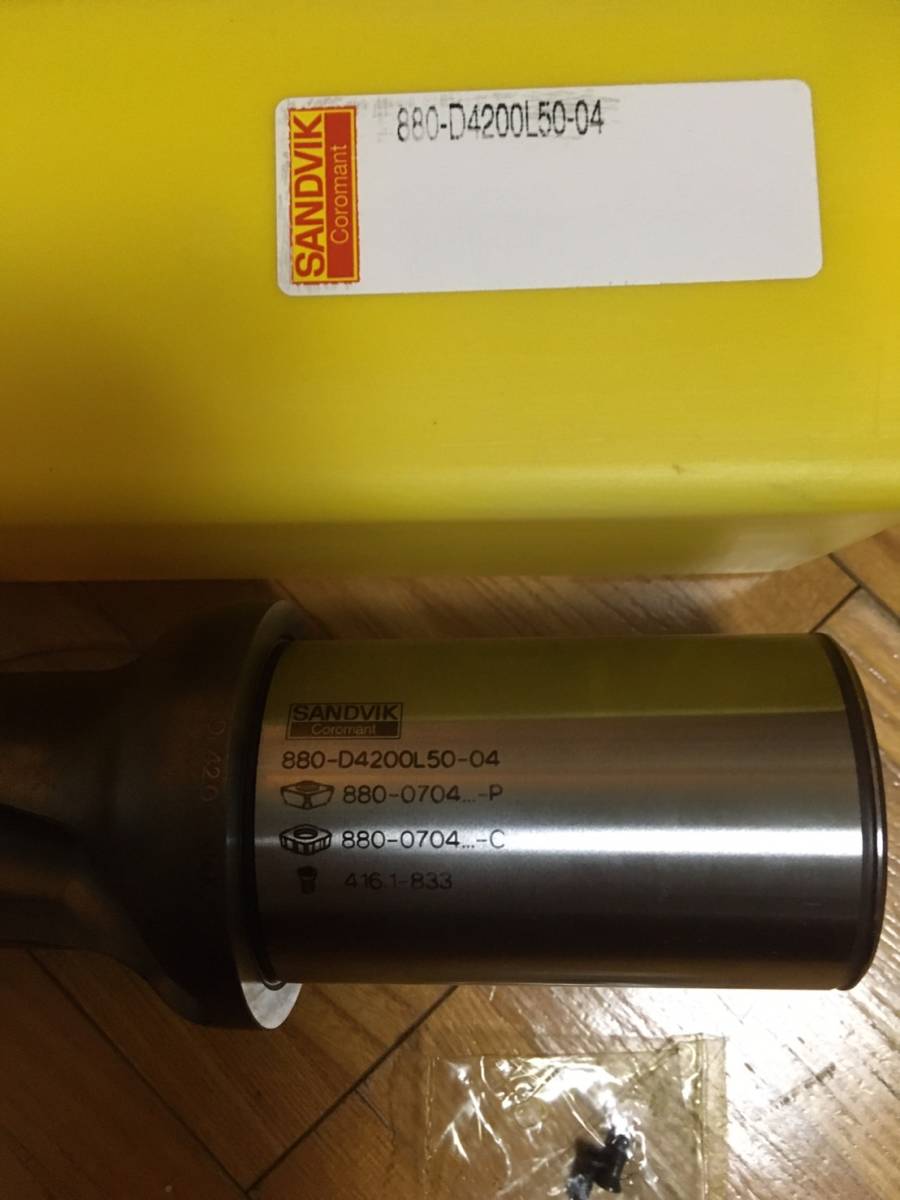 SANDVIK
Coromant
880-D4200L50-04
SANDVIK
Coromant
880-D4200L50-04
880-0704...-P
880-0704...-C
416.1-833